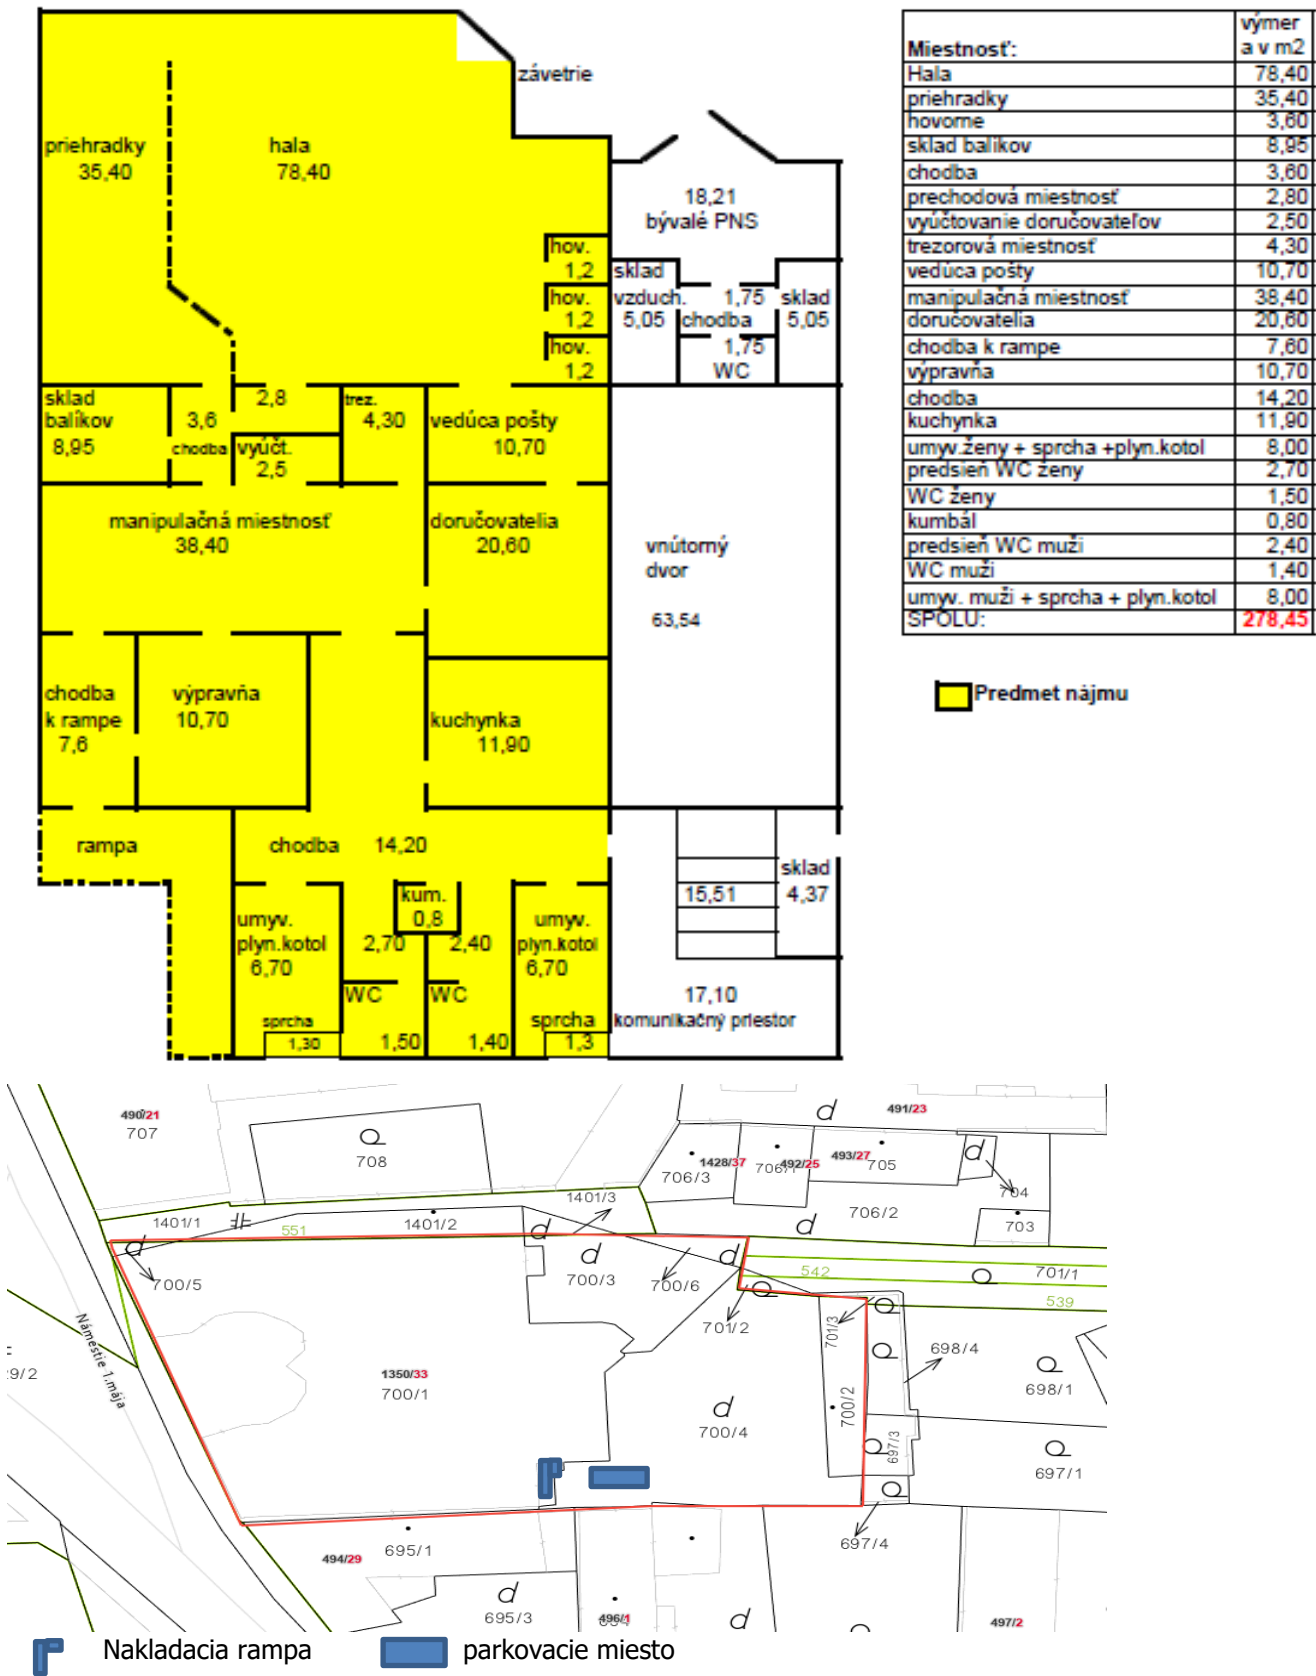 závetrie
priehradky
35,40
hala
78,40
18,21
bývalé PNS
hov.
1,2
hov.
1,2
hov.
1,2
sklad
vzduch.
5,05
1,75
chodba
sklad
5,05
1,75
WC
sklad
balíkov
8,95
3,6
chodba
2,8
vyúčt.
2,5
trez.
4,30
vedúca pošty
10,70
manipulačná miestnosť
38,40
doručovatelia
20,60
vnútorný
dvor
63,54
chodba
k rampe
7,6
výpravňa
10,70
kuchynka
11,90
rampa
chodba 14,20
sklad
4,37
15,51
umyv.
plyn.kotol
6,70
kum.
0,8
2,70
2,40
umyv.
plyn.kotol
6,70
WC
WC
sprcha
1,30
1,50
1,40
sprcha
1,3
17,10
komunikačný priestor
Miestnosť: výmer
a v m2
Hala 78,40
priehradky 35,40
hovorne 3,60
sklad balíkov 8,95
chodba 3,60
prechodová miestnosť 2,80
vyúčtovanie doručovateľov 2,50
trezorová miestnosť 4,30
vedúca pošty 10,70
manipulačná miestnosť 38,40
doručovatelia 20,60
chodba k rampe 7,60
výpravňa 10,70
chodba 14,20
kuchynka 11,90
umyv.ženy + sprcha +plyn.kotol 8,00
predsieň WC ženy 2,70
WC ženy 1,50
kumbál 0,80
predsieň WC muži 2,40
WC muži 1,40
umyv. muži + sprcha + plyn.kotol 8,00
SPOLU: 278,45
Predmet nájmu
490/21
707
708
491/23
1428/37
706/3
492/25
493/27
705
704
703
706/2
1401/1
551
1401/2
1401/3
700/5
700/3
700/6
542
701/1
539
701/2
701/3
Námestie 1.mája
9/2
1350/33
700/1
700/4
700/2
698/4
698/1
697/3
697/1
697/4
494/29
695/1
695/3
496/1
497/2
Nakladacia rampa
parkovacie miesto